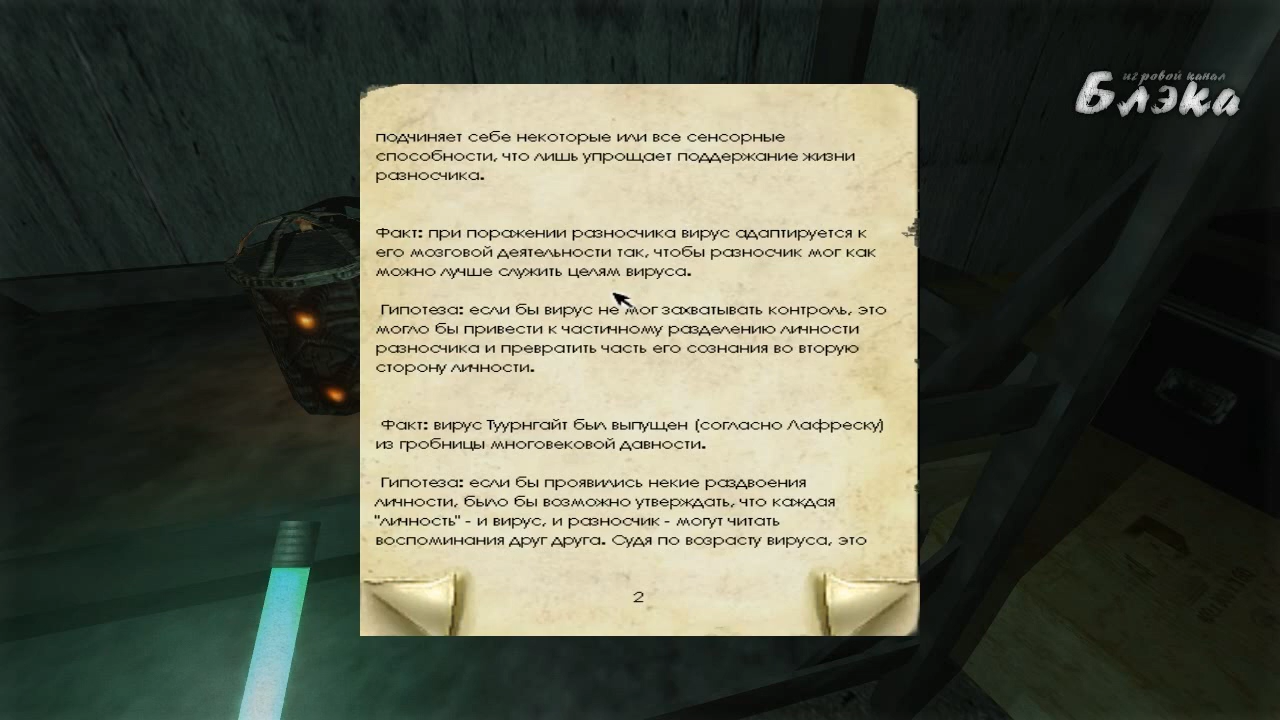 игровой канал
Блэка
подчиняет себе некоторые или все сенсорные
способности, что лишь упрощает поддержание жизни
разносчика.
Факт: при поражении разносчика вирус адаптируется к
его мозговой деятельности так, чтобы разносчик мог как
можно лучше служить целям вируса.
Гипотеза: если бы вирус не мог захватывать контроль, это
могло бы привести к частичному разделению личности
разносчика и превратить часть его сознания во вторую
сторону личности.
Факт: вирус Туурнгайт был выпущен (согласно Лафреску)
из гробницы многовековой давности.
Гипотеза: если бы проявились некие раздвоения
личности, было бы возможно утверждать, что каждая
"личность" - и вирус, и разносчик - могут читать
воспоминания друг друга. Судя по возрасту вируса, это
2